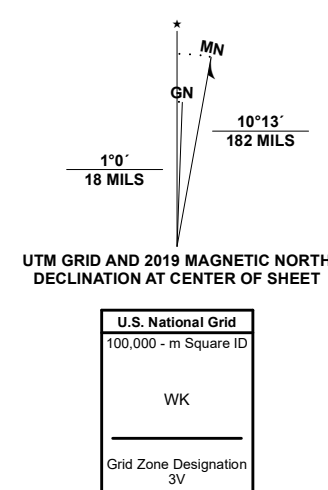 ★
MN
GN
10°13´
182 MILS
1°0´
18 MILS
UTM GRID AND 2019 MAGNETIC NORTH
DECLINATION AT CENTER OF SHEET
U.S. National Grid
100,000 - m Square ID
WK
Grid Zone Designation
3V